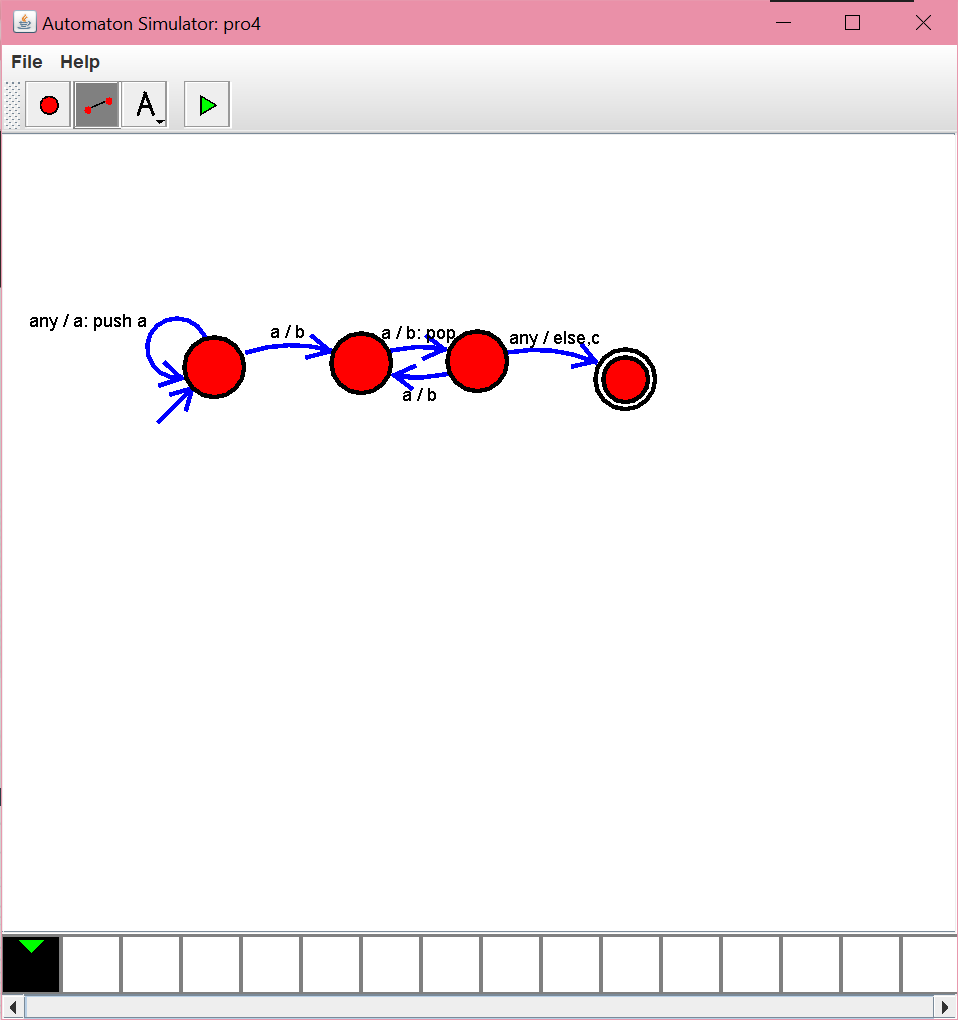 Automaton Simulator: pro4
File Help
A
any / a: push a
a / b
a / b: pop
any / else,c
a / b